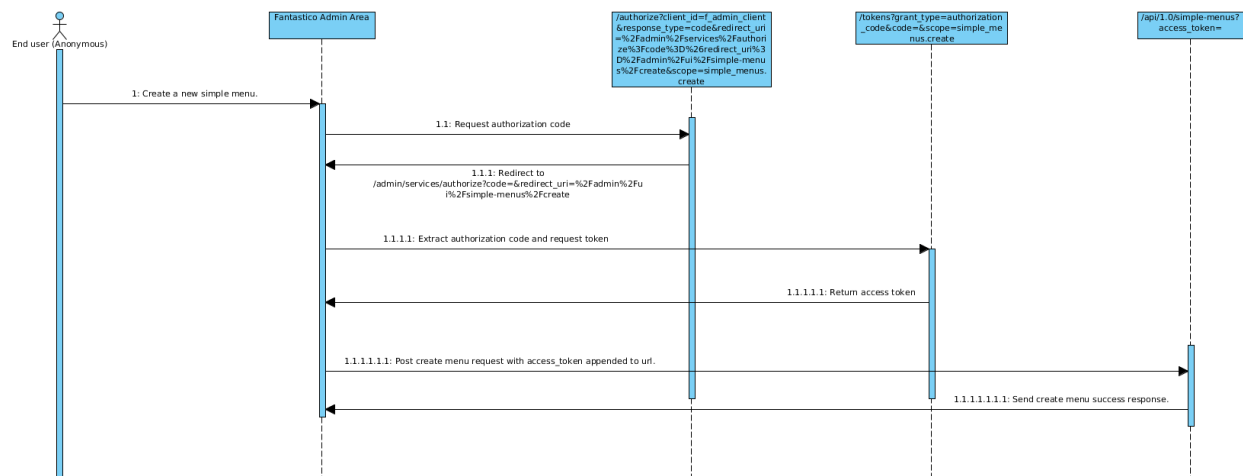 End user (Anonymous)
Fantastico Admin Area
/authorize?client_id=f_admin_client
&response_type=code&redirect_uri
=%2Fadmin%2Fservices%2Fauthori
ze%3Fcode%3D%26redirect_uri%3
D%2Fadmin%2Fui%2Fsimple-menu
s%2Fcreate&scope=simple_menus.
create
/tokens?grant_type=authorization
_code&code=&scope=simple_me
nus.create
/api/1.0/simple-menus?
access_token=
1: Create a new simple menu.
1.1: Request authorization code
1.1.1: Redirect to
/admin/services/authorize?code=&redirect_uri=%2Fadmin%2Fu
i%2Fsimple-menus%2Fcreate
1.1.1.1: Extract authorization code and request token
1.1.1.1.1: Return access token
1.1.1.1.1.1: Post create menu request with access_token appended to url.
1.1.1.1.1.1.1: Send create menu success response.